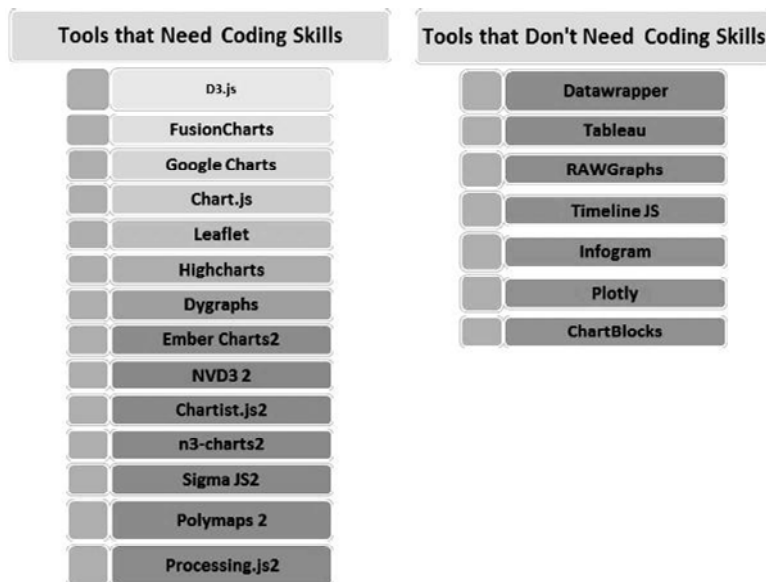 Tools that Need Coding Skills
D3.js
FusionCharts
Google Charts
Chart.js
Leaflet
Highcharts
Dygraphs
Ember Charts2
NVD3 2
Chartist.js2
n3-charts2
Sigma JS2
Polymaps 2
Processing.js2
Tools that Don't Need Coding Skills
Datawrapper
Tableau
RAWGraphs
Timeline JS
Infogram
Plotly
ChartBlocks